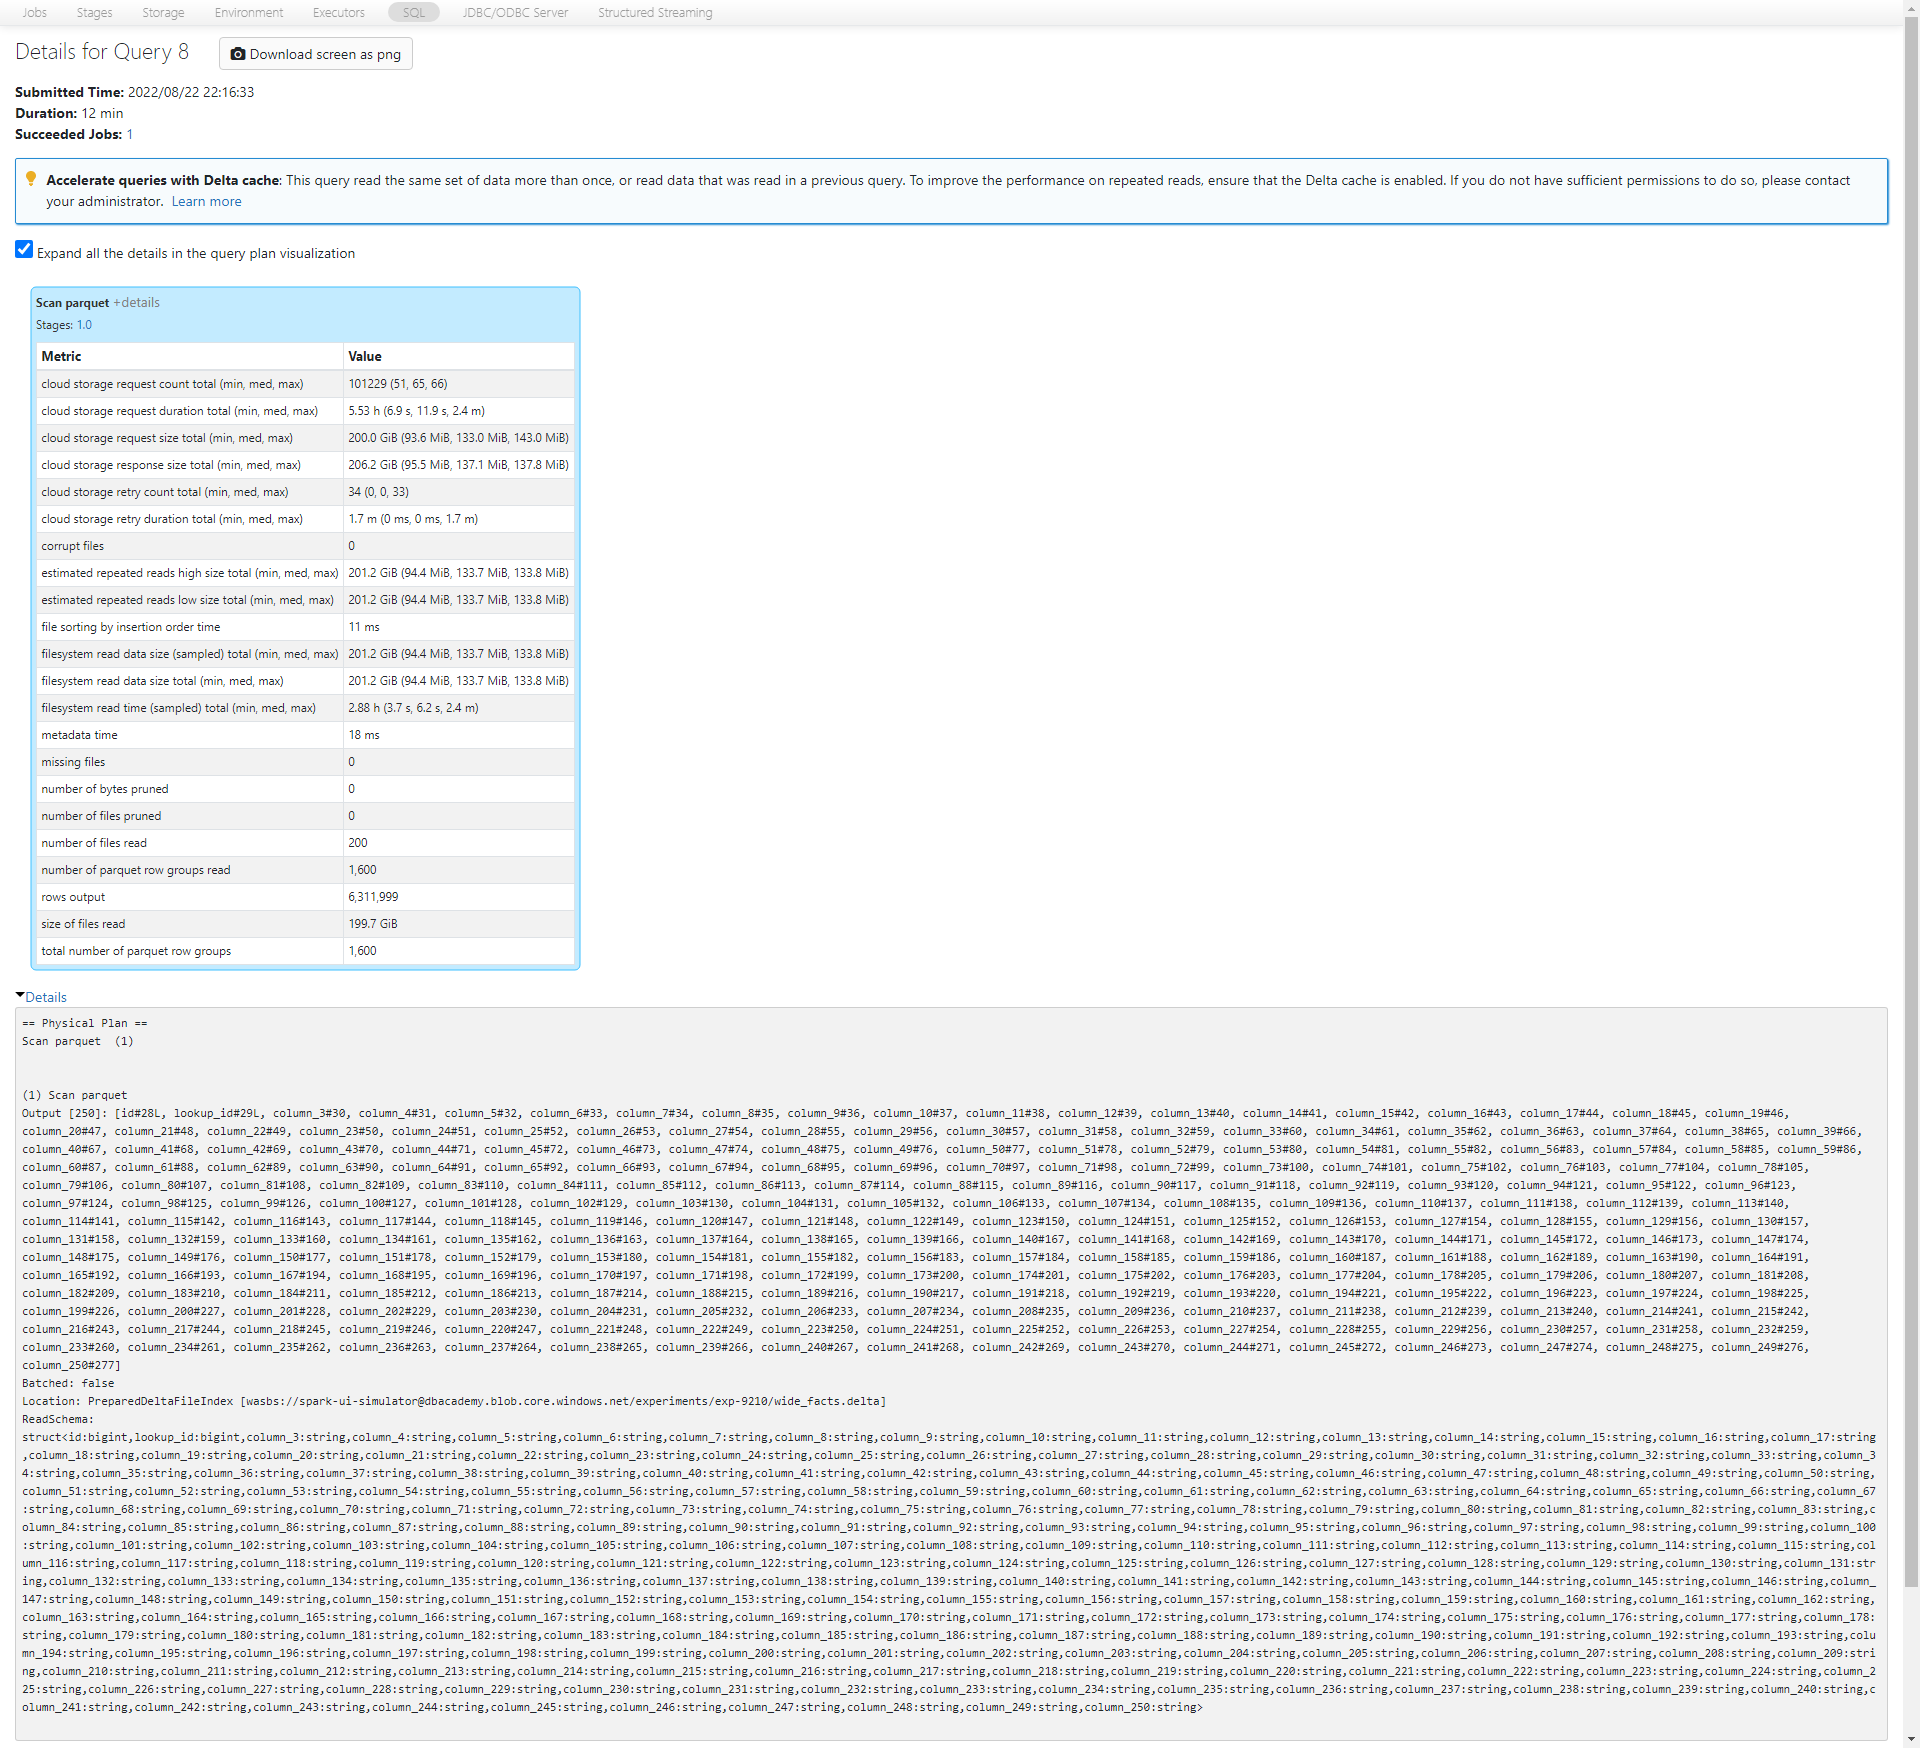 Jobs Stages Storage Environment Executors SQL JDBC/ODBC Server Structured Streaming
Details for Query 8 Download screen as png
Submitted Time: 2022/08/22 22:16:33
Duration: 12 min
Succeeded Jobs: 1
Accelerate queries with Delta cache: This query read the same set of data more than once, or read data that was read in a previous query. To improve the performance on repeated reads, ensure that the Delta cache is enabled. If you do not have sufficient permissions to do so, please contact
your administrator. Learn more
Expand all the details in the query plan visualization
Scan parquet +details
Stages: 1.0
Metric Value
cloud storage request count total (min, med, max) 101229 (51, 65, 66)
cloud storage request duration total (min, med, max) 5.53 h (6.9 s, 11.9 s, 2.4 m)
cloud storage request size total (min, med, max) 200.0 GiB (93.6 MiB, 133.0 MiB, 143.0 MiB)
cloud storage response size total (min, med, max) 206.2 GiB (95.5 MiB, 137.1 MiB, 137.8 MiB)
cloud storage retry count total (min, med, max) 34 (0, 0, 33)
cloud storage retry duration total (min, med, max) 1.7 m (0 ms, 0 ms, 1.7 m)
corrupt files 0
estimated repeated reads high size total (min, med, max) 201.2 GiB (94.4 MiB, 133.7 MiB, 133.8 MiB)
estimated repeated reads low size total (min, med, max) 201.2 GiB (94.4 MiB, 133.7 MiB, 133.8 MiB)
file sorting by insertion order time 11 ms
filesystem read data size (sampled) total (min, med, max) 201.2 GiB (94.4 MiB, 133.7 MiB, 133.8 MiB)
filesystem read data size total (min, med, max) 201.2 GiB (94.4 MiB, 133.7 MiB, 133.8 MiB)
filesystem read time (sampled) total (min, med, max) 2.88 h (3.7 s, 6.2 s, 2.4 m)
metadata time 18 ms
missing files 0
number of bytes pruned 0
number of files pruned 0
number of files read 200
number of parquet row groups read 1,600
rows output 6,311,999
size of files read 199.7 GiB
total number of parquet row groups 1,600
Details
== Physical Plan ==
Scan parquet (1)
(1) Scan parquet
Output [250]: [id#28L, lookup_id#29L, column_3#30, column_4#31, column_5#32, column_6#33, column_7#34, column_8#35, column_9#36, column_10#37, column_11#38, column_12#39, column_13#40, column_14#41, column_15#42, column_16#43, column_17#44, column_18#45, column_19#46,
column_20#47, column_21#48, column_22#49, column_23#50, column_24#51, column_25#52, column_26#53, column_27#54, column_28#55, column_29#56, column_30#57, column_31#58, column_32#59, column_33#60, column_34#61, column_35#62, column_36#63, column_37#64, column_38#65, column_39#66,
column_40#67, column_41#68, column_42#69, column_43#70, column_44#71, column_45#72, column_46#73, column_47#74, column_48#75, column_49#76, column_50#77, column_51#78, column_52#79, column_53#80, column_54#81, column_55#82, column_56#83, column_57#84, column_58#85, column_59#86,
column_60#87, column_61#88, column_62#89, column_63#90, column_64#91, column_65#92, column_66#93, column_67#94, column_68#95, column_69#96, column_70#97, column_71#98, column_72#99, column_73#100, column_74#101, column_75#102, column_76#103, column_77#104, column_78#105,
column_79#106, column_80#107, column_81#108, column_82#109, column_83#110, column_84#111, column_85#112, column_86#113, column_87#114, column_88#115, column_89#116, column_90#117, column_91#118, column_92#119, column_93#120, column_94#121, column_95#122, column_96#123,
column_97#124, column_98#125, column_99#126, column_100#127, column_101#128, column_102#129, column_103#130, column_104#131, column_105#132, column_106#133, column_107#134, column_108#135, column_109#136, column_110#137, column_111#138, column_112#139, column_113#140,
column_114#141, column_115#142, column_116#143, column_117#144, column_118#145, column_119#146, column_120#147, column_121#148, column_122#149, column_123#150, column_124#151, column_125#152, column_126#153, column_127#154, column_128#155, column_129#156, column_130#157,
column_131#158, column_132#159, column_133#160, column_134#161, column_135#162, column_136#163, column_137#164, column_138#165, column_139#166, column_140#167, column_141#168, column_142#169, column_143#170, column_144#171, column_145#172, column_146#173, column_147#174,
column_148#175, column_149#176, column_150#177, column_151#178, column_152#179, column_153#180, column_154#181, column_155#182, column_156#183, column_157#184, column_158#185, column_159#186, column_160#187, column_161#188, column_162#189, column_163#190, column_164#191,
column_165#192, column_166#193, column_167#194, column_168#195, column_169#196, column_170#197, column_171#198, column_172#199, column_173#200, column_174#201, column_175#202, column_176#203, column_177#204, column_178#205, column_179#206, column_180#207, column_181#208,
column_182#209, column_183#210, column_184#211, column_185#212, column_186#213, column_187#214, column_188#215, column_189#216, column_190#217, column_191#218, column_192#219, column_193#220, column_194#221, column_195#222, column_196#223, column_197#224, column_198#225,
column_199#226, column_200#227, column_201#228, column_202#229, column_203#230, column_204#231, column_205#232, column_206#233, column_207#234, column_208#235, column_209#236, column_210#237, column_211#238, column_212#239, column_213#240, column_214#241, column_215#242,
column_216#243, column_217#244, column_218#245, column_219#246, column_220#247, column_221#248, column_222#249, column_223#250, column_224#251, column_225#252, column_226#253, column_227#254, column_228#255, column_229#256, column_230#257, column_231#258, column_232#259,
column_233#260, column_234#261, column_235#262, column_236#263, column_237#264, column_238#265, column_239#266, column_240#267, column_241#268, column_242#269, column_243#270, column_244#271, column_245#272, column_246#273, column_247#274, column_248#275, column_249#276,
column_250#277]
Batched: false
Location: PreparedDeltaFileIndex [wasbs://spark-ui-simulator@dbacademy.blob.core.windows.net/experiments/exp-9210/wide_facts.delta]
ReadSchema:
struct<id:bigint,lookup_id:bigint,column_3:string,column_4:string,column_5:string,column_6:string,column_7:string,column_8:string,column_9:string,column_10:string,column_11:string,column_12:string,column_13:string,column_14:string,column_15:string,column_16:string,column_17:string
,column_18:string,column_19:string,column_20:string,column_21:string,column_22:string,column_23:string,column_24:string,column_25:string,column_26:string,column_27:string,column_28:string,column_29:string,column_30:string,column_31:string,column_32:string,column_33:string,column_3
4:string,column_35:string,column_36:string,column_37:string,column_38:string,column_39:string,column_40:string,column_41:string,column_42:string,column_43:string,column_44:string,column_45:string,column_46:string,column_47:string,column_48:string,column_49:string,column_50:string,
column_51:string,column_52:string,column_53:string,column_54:string,column_55:string,column_56:string,column_57:string,column_58:string,column_59:string,column_60:string,column_61:string,column_62:string,column_63:string,column_64:string,column_65:string,column_66:string,column_67
:string,column_68:string,column_69:string,column_70:string,column_71:string,column_72:string,column_73:string,column_74:string,column_75:string,column_76:string,column_77:string,column_78:string,column_79:string,column_80:string,column_81:string,column_82:string,column_83:string,c
olumn_84:string,column_85:string,column_86:string,column_87:string,column_88:string,column_89:string,column_90:string,column_91:string,column_92:string,column_93:string,column_94:string,column_95:string,column_96:string,column_97:string,column_98:string,column_99:string,column_100
:string,column_101:string,column_102:string,column_103:string,column_104:string,column_105:string,column_106:string,column_107:string,column_108:string,column_109:string,column_110:string,column_111:string,column_112:string,column_113:string,column_114:string,column_115:string,col
umn_116:string,column_117:string,column_118:string,column_119:string,column_120:string,column_121:string,column_122:string,column_123:string,column_124:string,column_125:string,column_126:string,column_127:string,column_128:string,column_129:string,column_130:string,column_131:str
ing,column_132:string,column_133:string,column_134:string,column_135:string,column_136:string,column_137:string,column_138:string,column_139:string,column_140:string,column_141:string,column_142:string,column_143:string,column_144:string,column_145:string,column_146:string,column_
147:string,column_148:string,column_149:string,column_150:string,column_151:string,column_152:string,column_153:string,column_154:string,column_155:string,column_156:string,column_157:string,column_158:string,column_159:string,column_160:string,column_161:string,column_162:string,
column_163:string,column_164:string,column_165:string,column_166:string,column_167:string,column_168:string,column_169:string,column_170:string,column_171:string,column_172:string,column_173:string,column_174:string,column_175:string,column_176:string,column_177:string,column_178:
string,column_179:string,column_180:string,column_181:string,column_182:string,column_183:string,column_184:string,column_185:string,column_186:string,column_187:string,column_188:string,column_189:string,column_190:string,column_191:string,column_192:string,column_193:string,colu
mn_194:string,column_195:string,column_196:string,column_197:string,column_198:string,column_199:string,column_200:string,column_201:string,column_202:string,column_203:string,column_204:string,column_205:string,column_206:string,column_207:string,column_208:string,column_209:stri
ng,column_210:string,column_211:string,column_212:string,column_213:string,column_214:string,column_215:string,column_216:string,column_217:string,column_218:string,column_219:string,column_220:string,column_221:string,column_222:string,column_223:string,column_224:string,column_2
25:string,column_226:string,column_227:string,column_228:string,column_229:string,column_230:string,column_231:string,column_232:string,column_233:string,column_234:string,column_235:string,column_236:string,column_237:string,column_238:string,column_239:string,column_240:string,c
olumn_241:string,column_242:string,column_243:string,column_244:string,column_245:string,column_246:string,column_247:string,column_248:string,column_249:string,column_250:string>